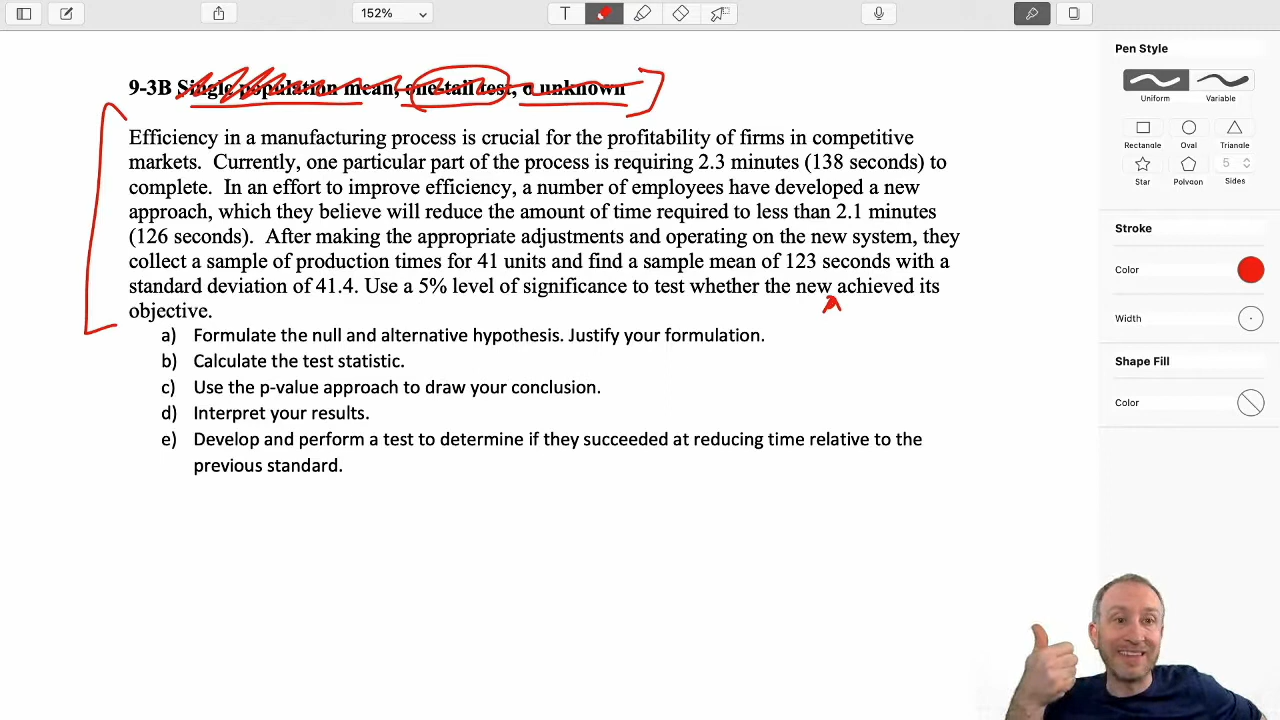 152%
T
9-3B Single population mean, one-tail test, σ unknown
Efficiency in a manufacturing process is crucial for the profitability of firms in competitive
markets. Currently, one particular part of the process is requiring 2.3 minutes (138 seconds) to
complete. In an effort to improve efficiency, a number of employees have developed a new
approach, which they believe will reduce the amount of time required to less than 2.1 minutes
(126 seconds). After making the appropriate adjustments and operating on the new system, they
collect a sample of production times for 41 units and find a sample mean of 123 seconds with a
standard deviation of 41.4. Use a 5% level of significance to test whether the new achieved its
objective.
a) Formulate the null and alternative hypothesis. Justify your formulation.
b) Calculate the test statistic.
c) Use the p-value approach to draw your conclusion.
d) Interpret your results.
e) Develop and perform a test to determine if they succeeded at reducing time relative to the
previous standard.
Pen Style
Uniform Variable
Rectangle Oval Triangle
5
Star Polygon Sides
Stroke
Color
Width
Shape Fill
Color